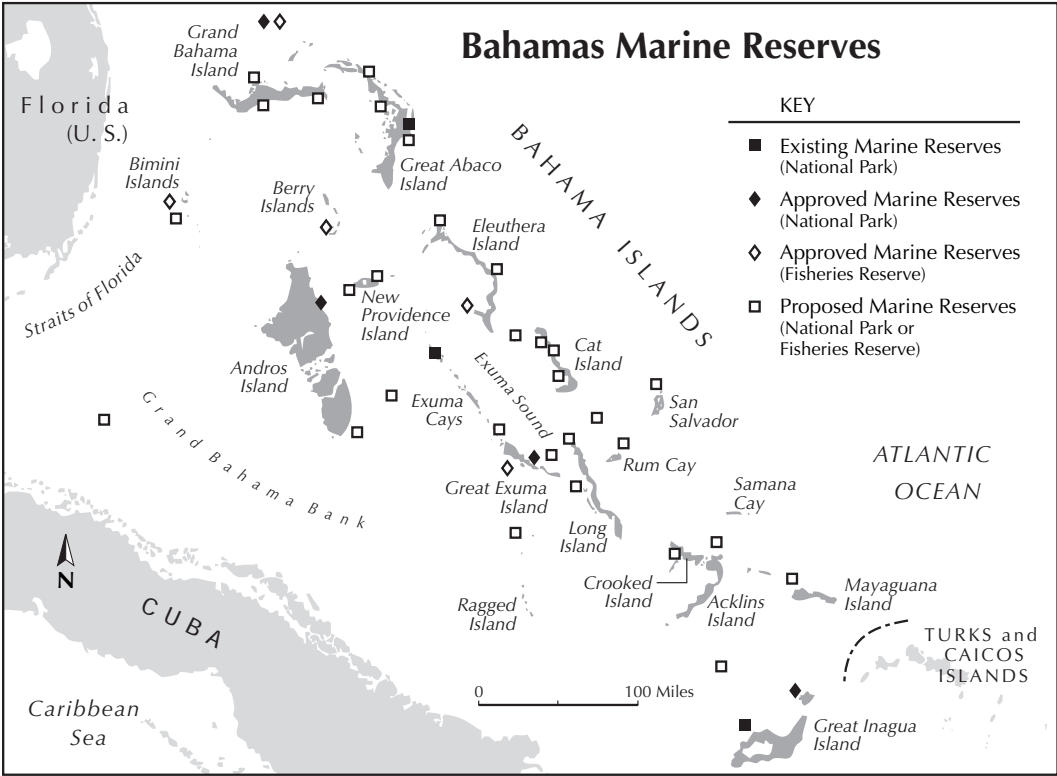 Bahamas Marine Reserves
KEY
Existing Marine Reserves
(National Park)
Approved Marine Reserves
(National Park)
Approved Marine Reserves
(Fisheries Reserve)
Proposed Marine Reserves
(National Park or
Fisheries Reserve)
Grand
Bahama
Island
Florida
(U. S.)
Bimini
Islands
Berry
Islands
Great Abaco
Island
BAHAMA ISLANDS
Eleuthera
Island
Straits of Florida
New
Providence
Island
Andros
Island
Cat
Island
Exuma Sound
Exuma
Cays
San
Salvador
Grand Bahama Bank
Rum Cay
ATLANTIC
OCEAN
Great Exuma
Island
Samana
Cay
Long
Island
N
Crooked
Island
Acklins
Island
Mayaguana
Island
Ragged
Island
CUBA
TURKS and
CAICOS
ISLANDS
0 100 Miles
Caribbean
Sea
Great Inagua
Island